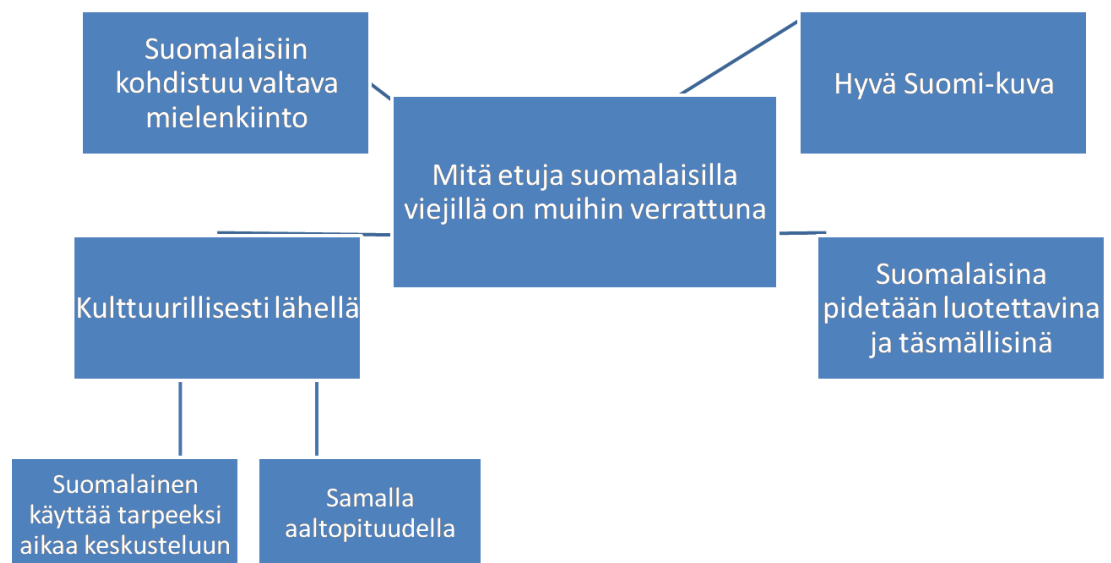 Suomalaisiin
kohdistuu valtava
mielenkiinto
Hyvä Suomi-kuva
Mitä etuja suomalaisilla
viejillä on muihin verrattuna
Kulttuurillisesti lähellä
Suomalaisina
pidetään luotettavina
ja täsmällisinä
Suomalainen
käyttää tarpeeksi
aikaa keskusteluun
Samalla
aaltopituudella